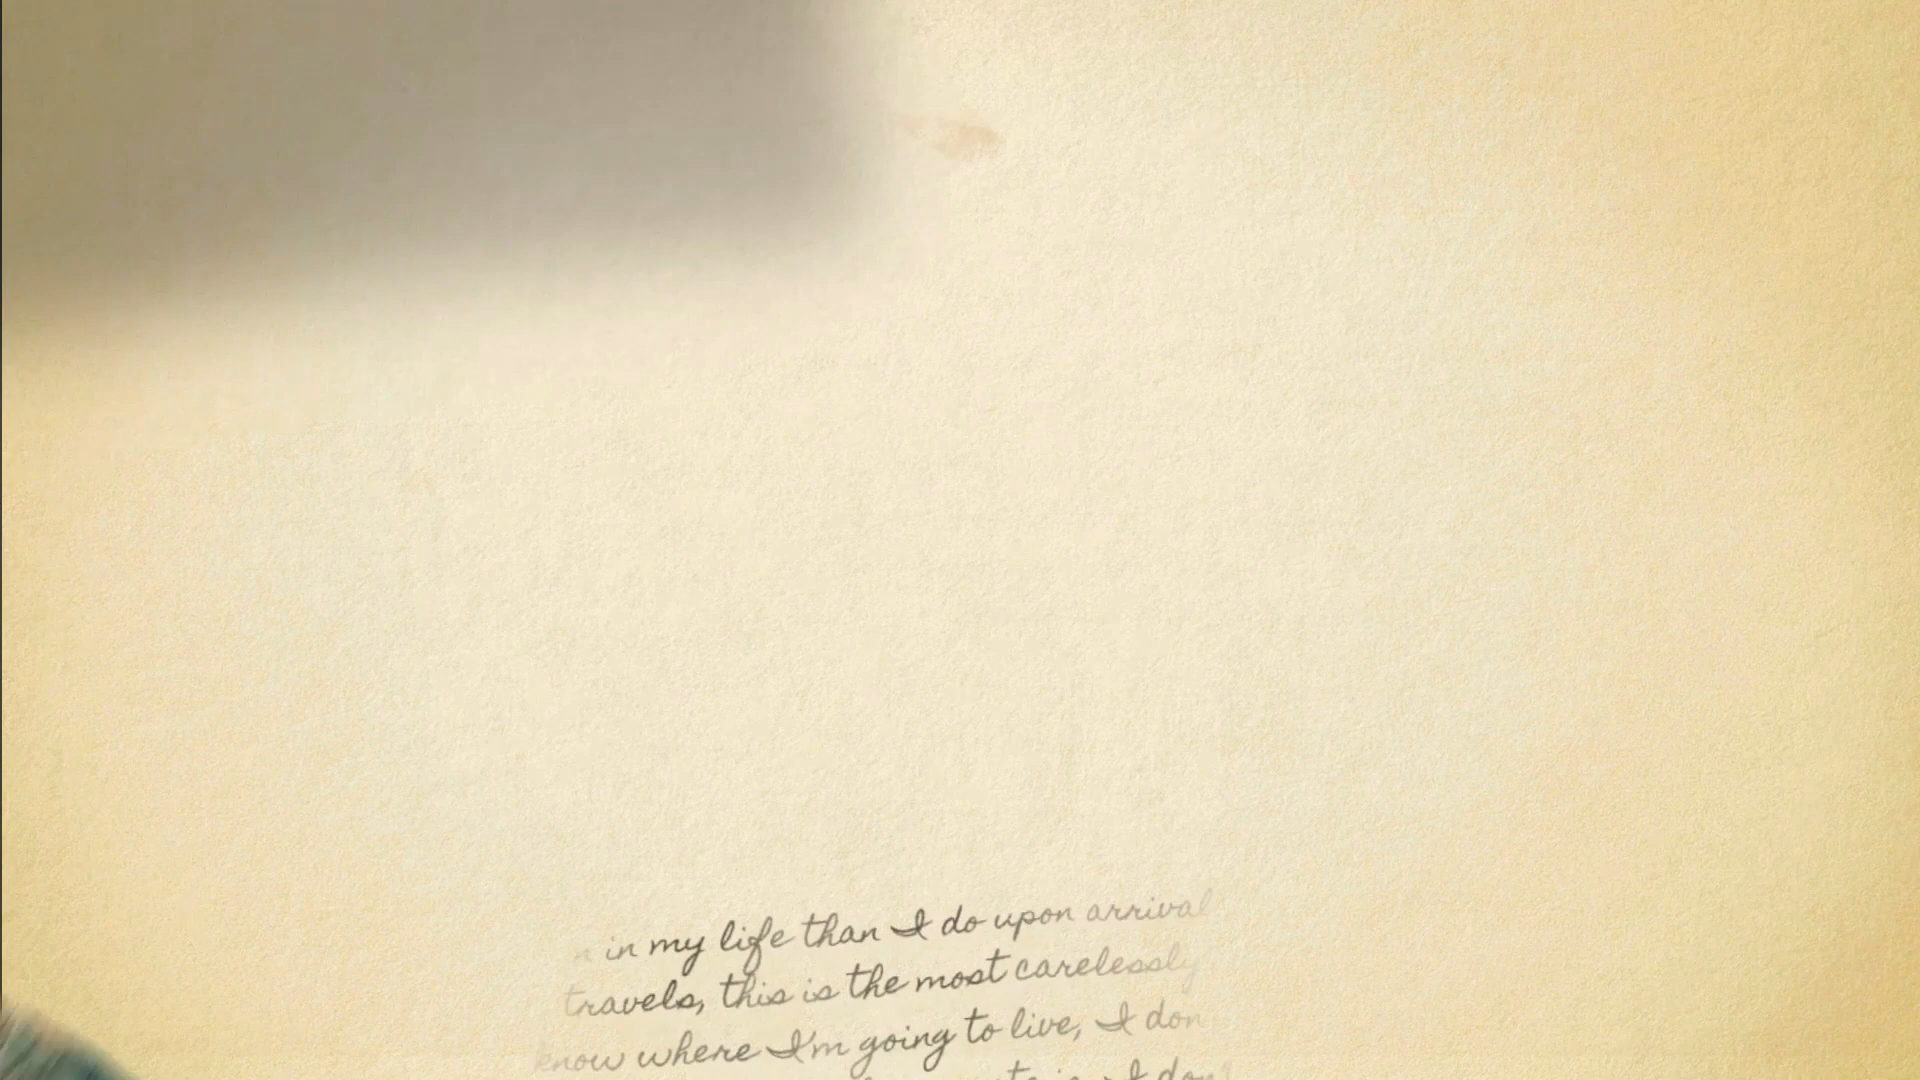 in my life than I do upon arrival
travels, this is the most carelessly
know where I'm going to live, I don
I don